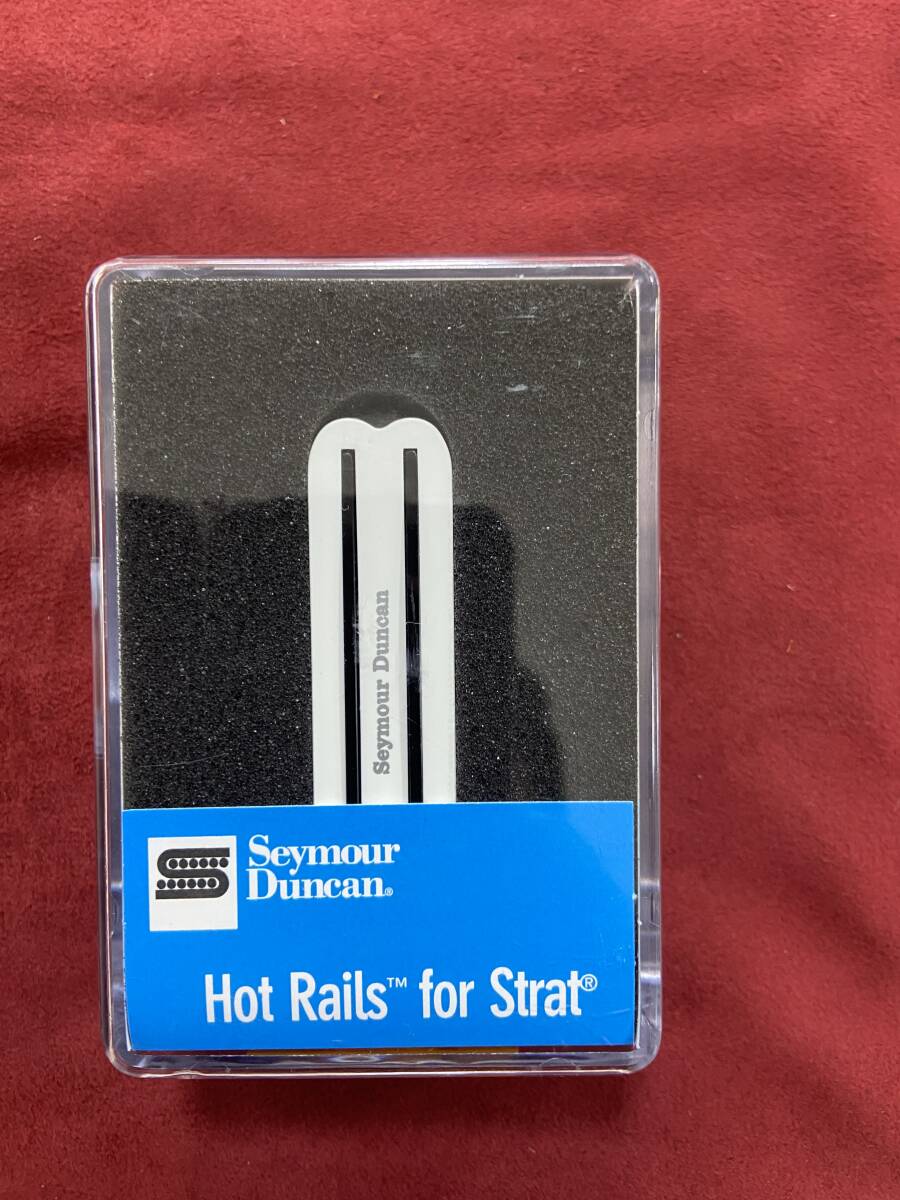 Seymour Duncan
Seymour
Duncan®
Hot Rails™ for Strat®